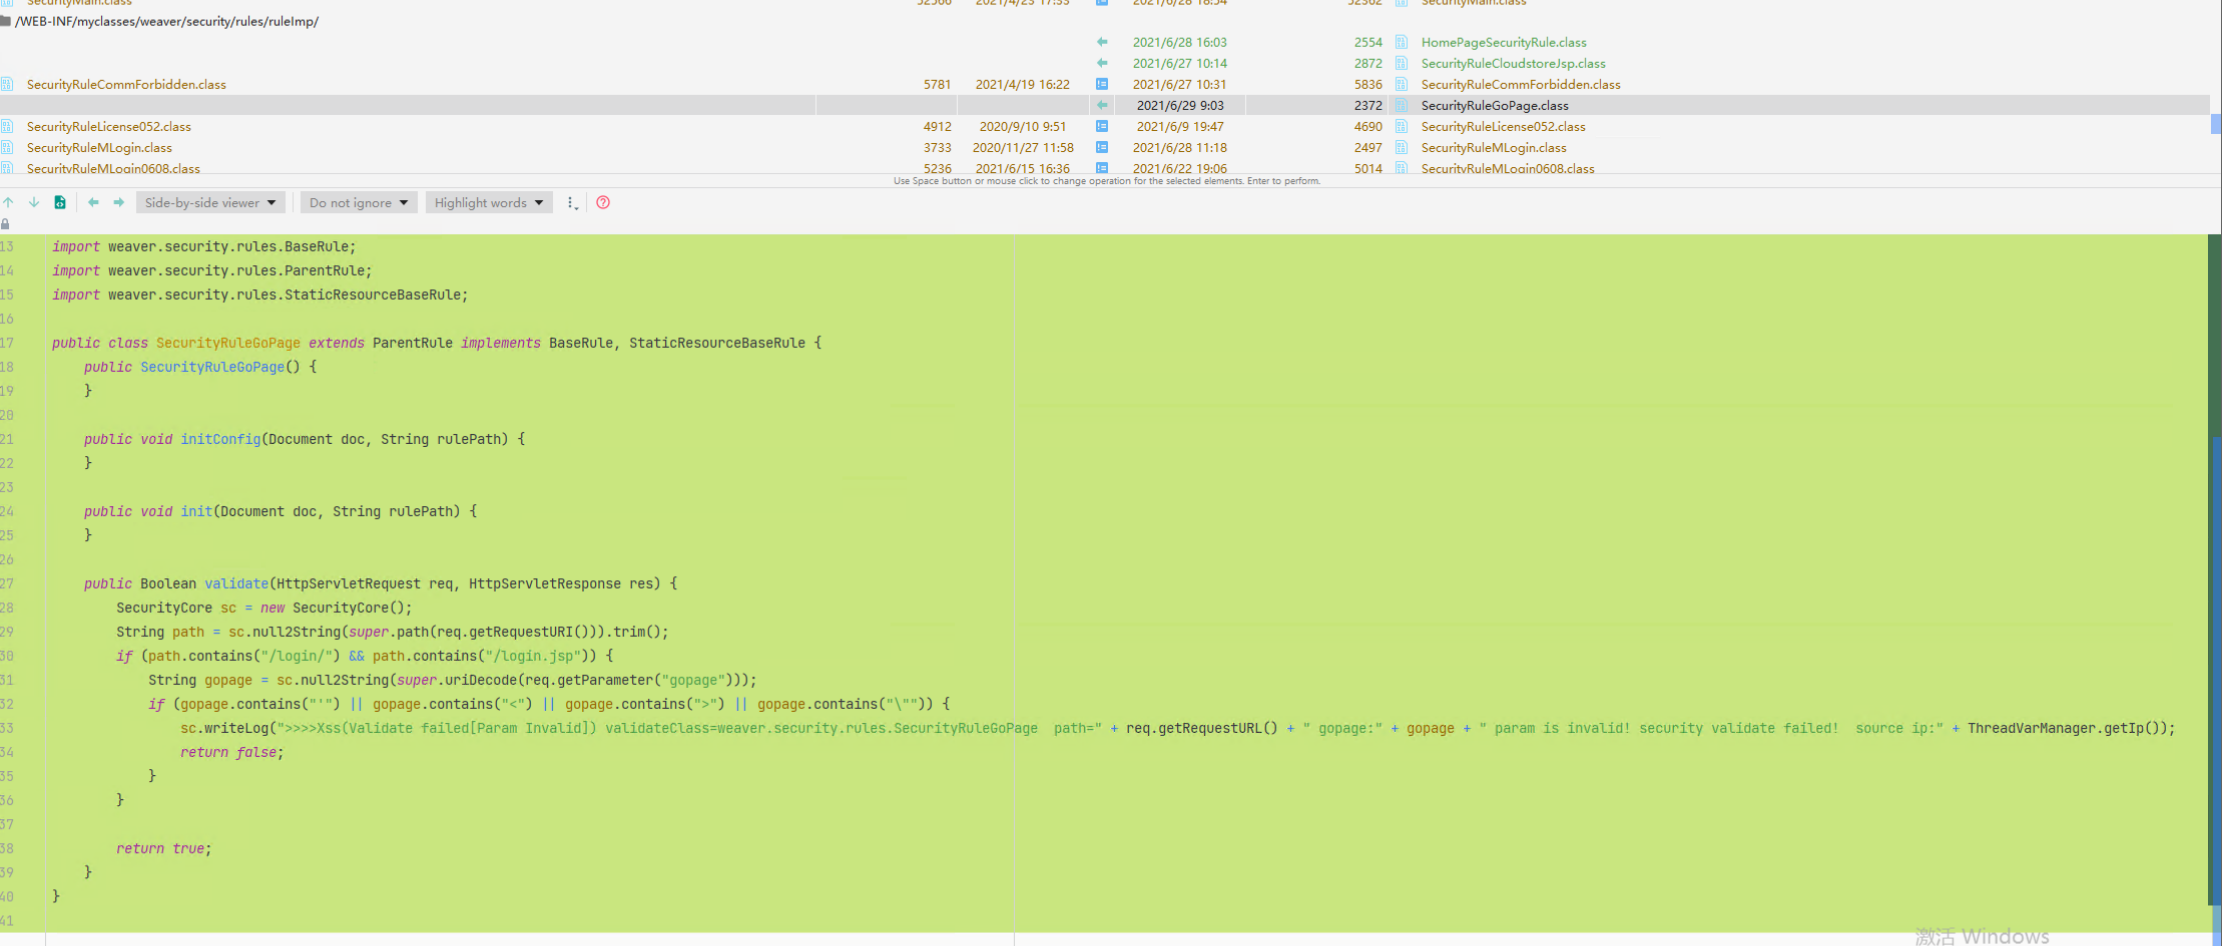 SecurityMain.class 52566 2021/4/23 17:33 2021/6/28 18:54 52362 SecurityMain.class
/WEB-INF/myclasses/weaver/security/rules/ruleImp/
2021/6/28 16:03 2554 HomePageSecurityRule.class
2021/6/27 10:14 2872 SecurityRuleCloudstoreJsp.class
SecurityRuleCommForbidden.class 5781 2021/4/19 16:22 2021/6/27 10:31 5836 SecurityRuleCommForbidden.class
2021/6/29 9:03 2372 SecurityRuleGoPage.class
SecurityRuleLicense052.class 4912 2020/9/10 9:51 2021/6/9 19:47 4690 SecurityRuleLicense052.class
SecurityRuleMLogin.class 3733 2020/11/27 11:58 2021/6/28 11:18 2497 SecurityRuleMLogin.class
SecurityRuleMLogin0608.class 5236 2021/6/15 16:36 2021/6/22 19:06 5014 SecurityRuleMLogin0608.class
Use Space button or mouse click to change operation for the selected elements. Enter to perform.
Side-by-side viewer Do not ignore Highlight words
13 import weaver.security.rules.BaseRule;
14 import weaver.security.rules.ParentRule;
15 import weaver.security.rules.StaticResourceBaseRule;
16
17 public class SecurityRuleGoPage extends ParentRule implements BaseRule, StaticResourceBaseRule {
18 public SecurityRuleGoPage() {
19 }
20
21 public void initConfig(Document doc, String rulePath) {
22 }
23
24 public void init(Document doc, String rulePath) {
25 }
26
27 public Boolean validate(HttpServletRequest req, HttpServletResponse res) {
28 SecurityCore sc = new SecurityCore();
29 String path = sc.null2String(super.path(req.getRequestURI())).trim();
30 if (path.contains("/login/") && path.contains("/login.jsp")) {
31 String gopage = sc.null2String(super.uriDecode(req.getParameter("gopage")));
32 if (gopage.contains("'") || gopage.contains("<") || gopage.contains(">") || gopage.contains("\"")) {
33 sc.writeLog(">>>>Xss(Validate failed[Param Invalid]) validateClass=weaver.security.rules.SecurityRuleGoPage  path=" + req.getRequestURL() + " gopage:" + gopage + " param is invalid! security validate failed!  source ip:" + ThreadVarManager.getIp());
34 return false;
35 }
36 }
37
38 return true;
39 }
40 }
41
激活 Windows